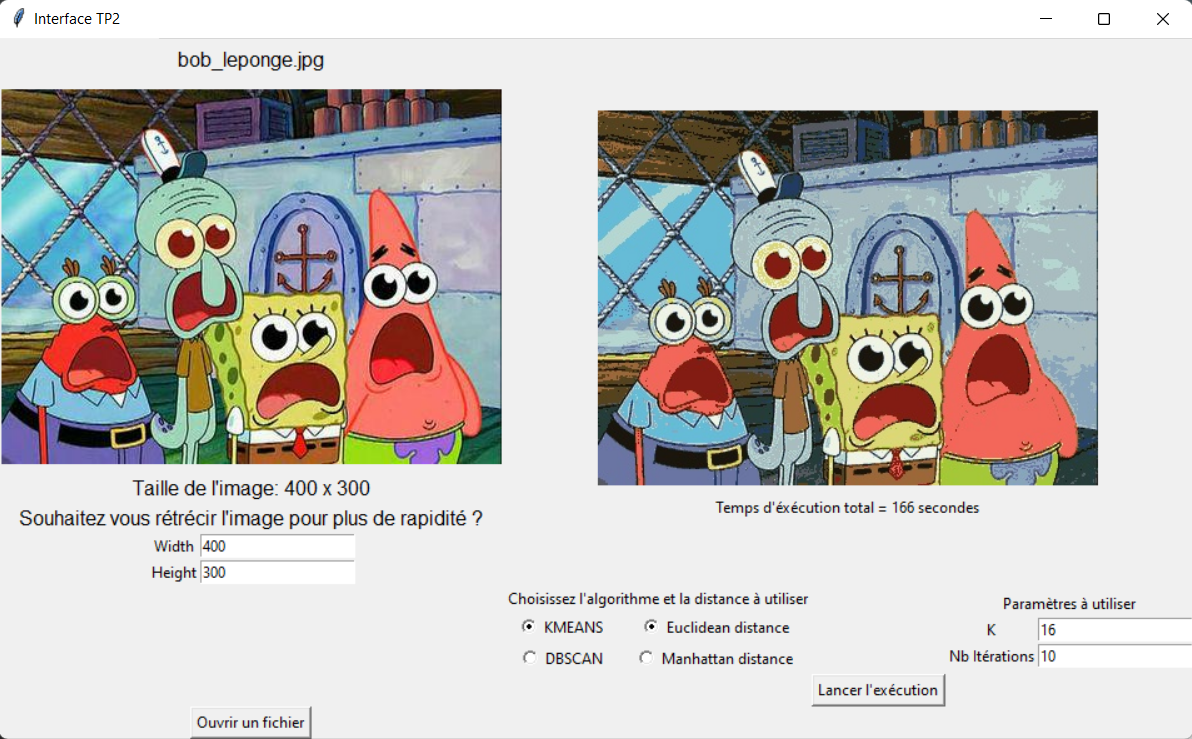 Interface TP2
bob_leponge.jpg
Taille de l'image: 400 x 300
Souhaitez vous rétrécir l'image pour plus de rapidité ?
Width 400
Height 300
Ouvrir un fichier
Temps d'éxécution total = 166 secondes
Choisissez l'algorithme et la distance à utiliser
KMEANS Euclidean distance
DBSCAN Manhattan distance
Paramètres à utiliser
K 16
Nb Itérations 10
Lancer l'exécution